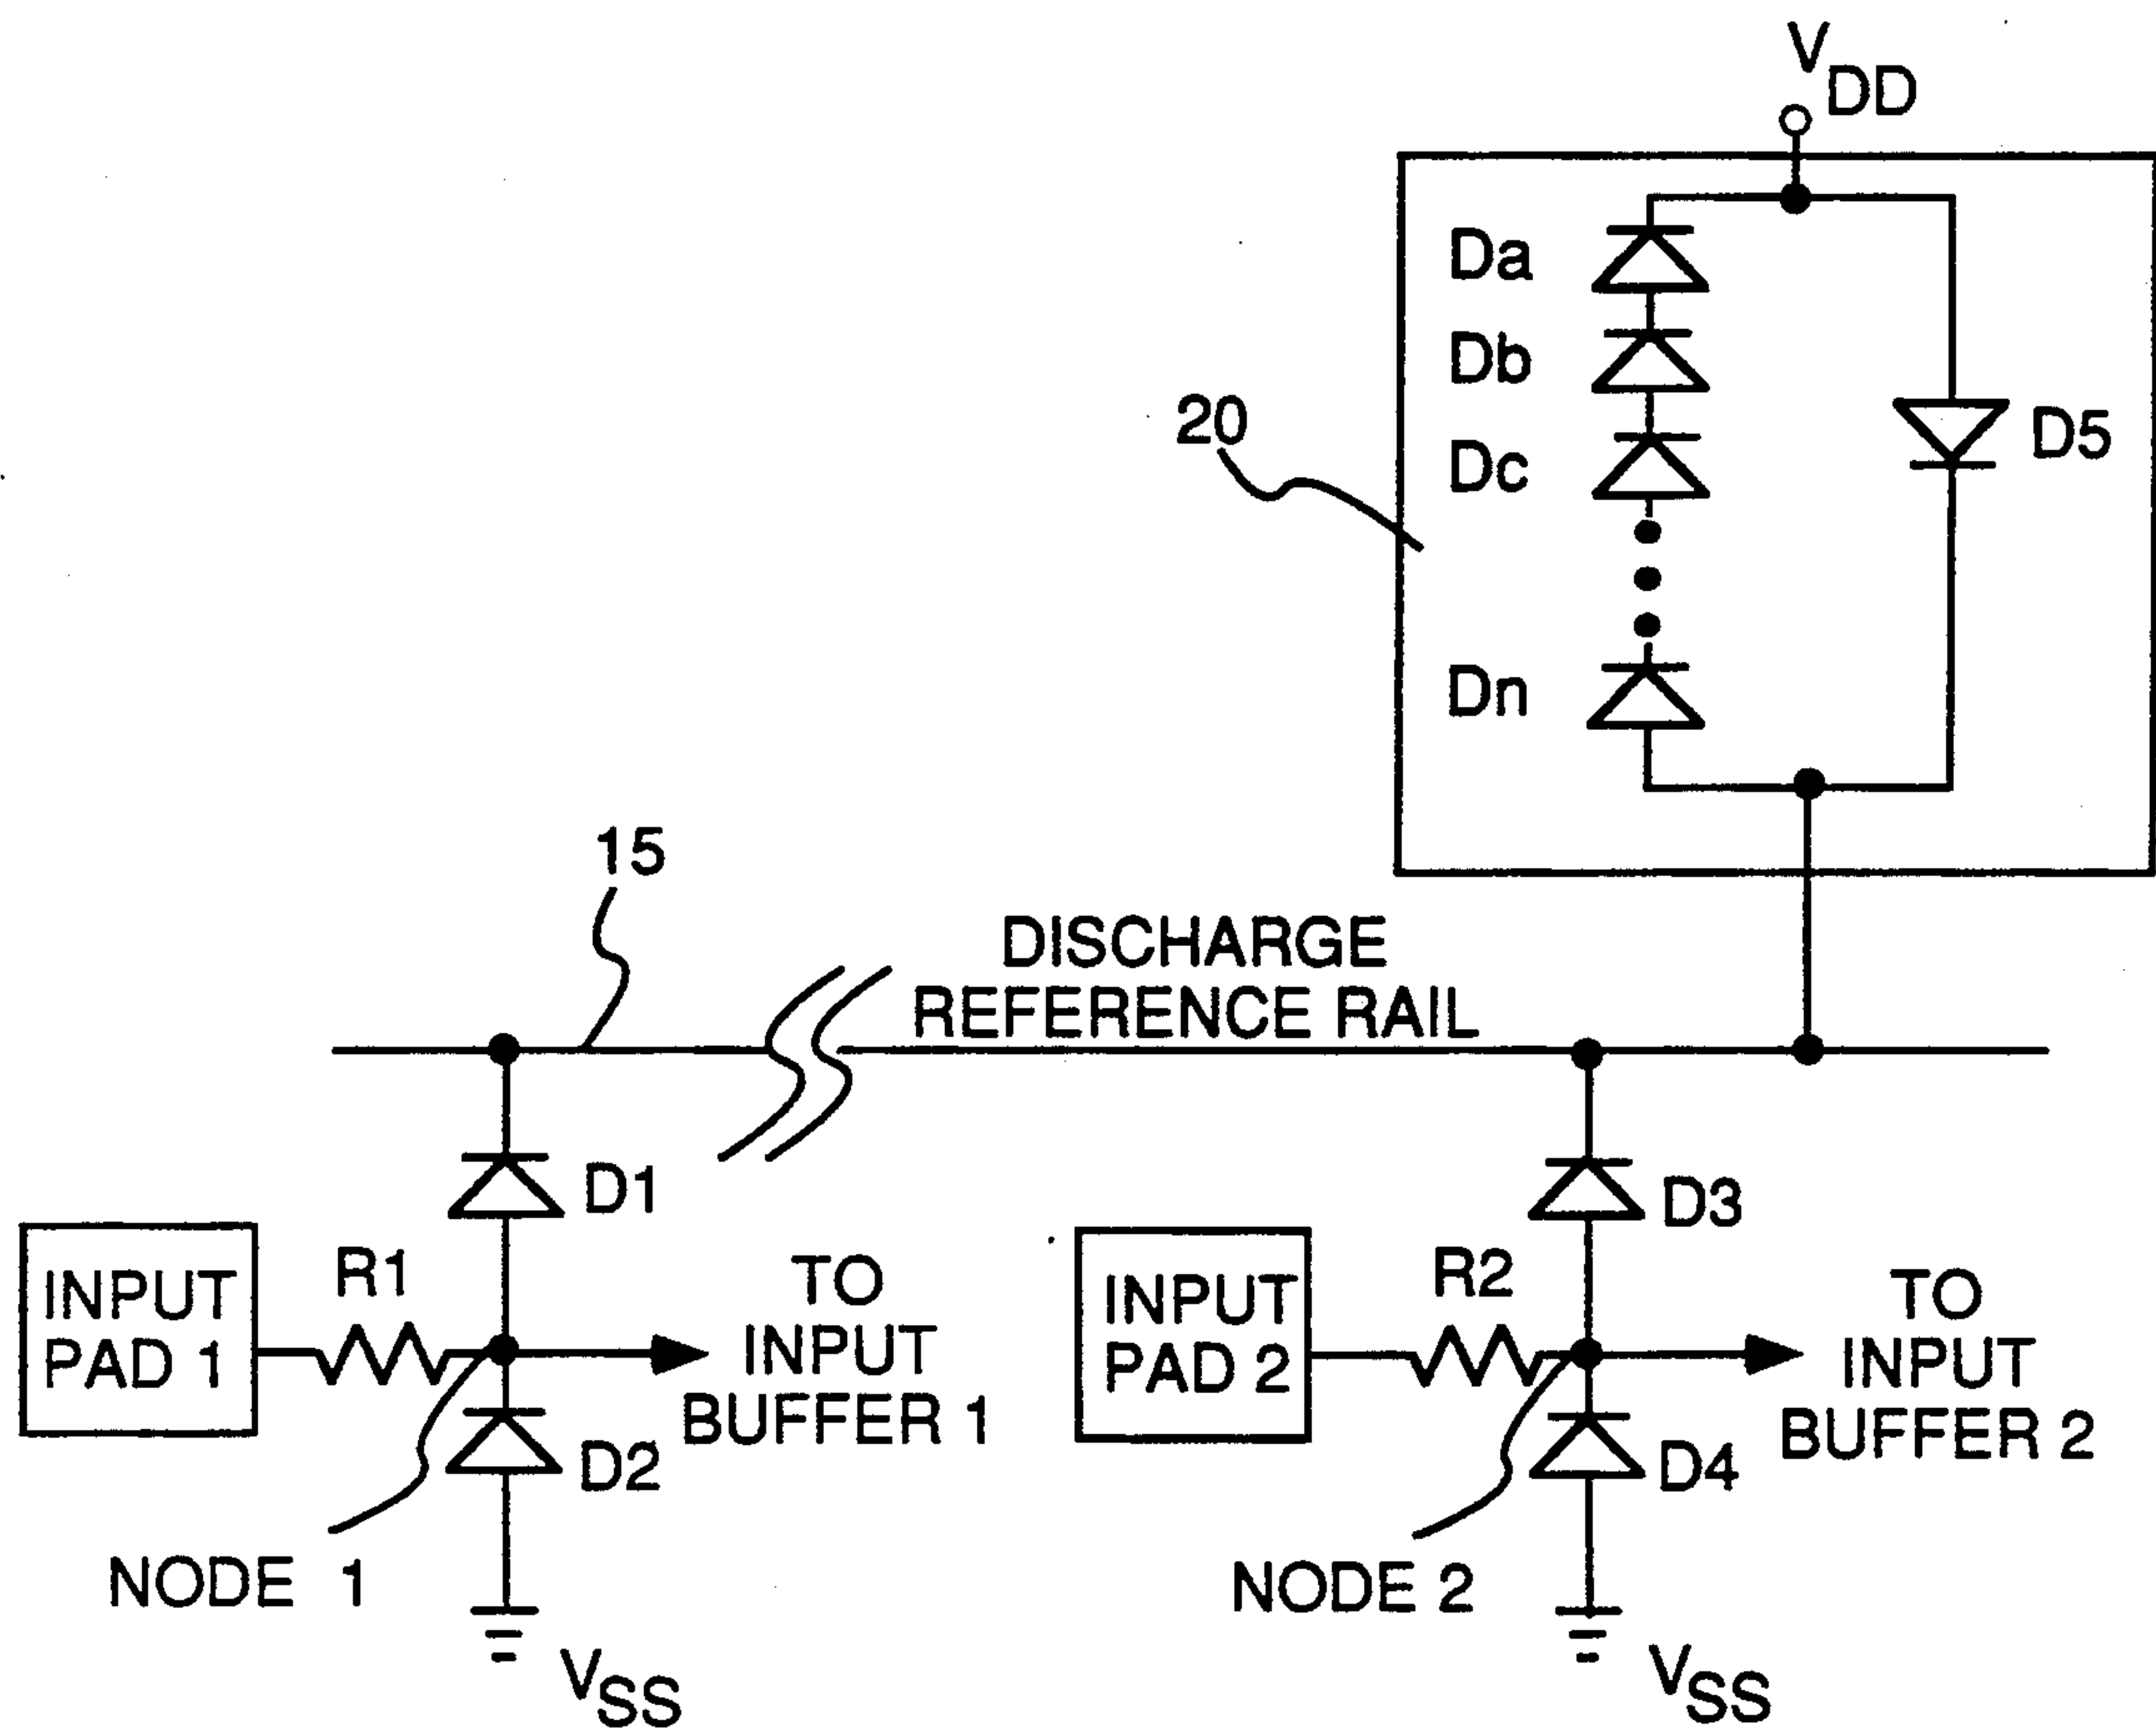 VDD
Da
Db
Dc
Dn
D5
20
15
DISCHARGE
REFERENCE RAIL
D1
D3
INPUT
PAD 1
R1
TO
INPUT
BUFFER 1
D2
NODE 1
VSS
INPUT
PAD 2
R2
TO
INPUT
BUFFER 2
D4
NODE 2
VSS